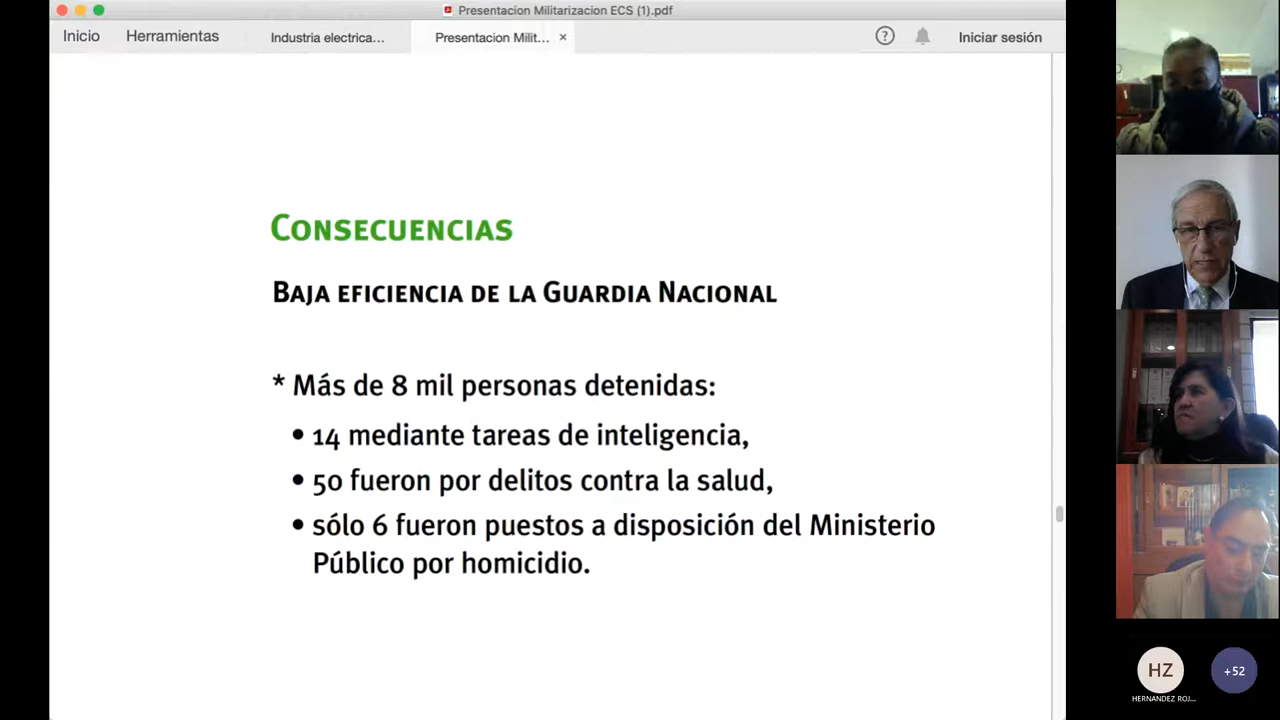 Presentacion Militarizacion ECS (1).pdf
Inicio
Herramientas
Industria electrica...
Presentacion Milit...
×
?
Iniciar sesión
CONSECUENCIAS
BAJA EFICIENCIA DE LA GUARDIA NACIONAL
* Más de 8 mil personas detenidas:
• 14 mediante tareas de inteligencia,
• 50 fueron por delitos contra la salud,
• sólo 6 fueron puestos a disposición del Ministerio
Público por homicidio.
HZ
+52
HERNANDEZ ROJ...